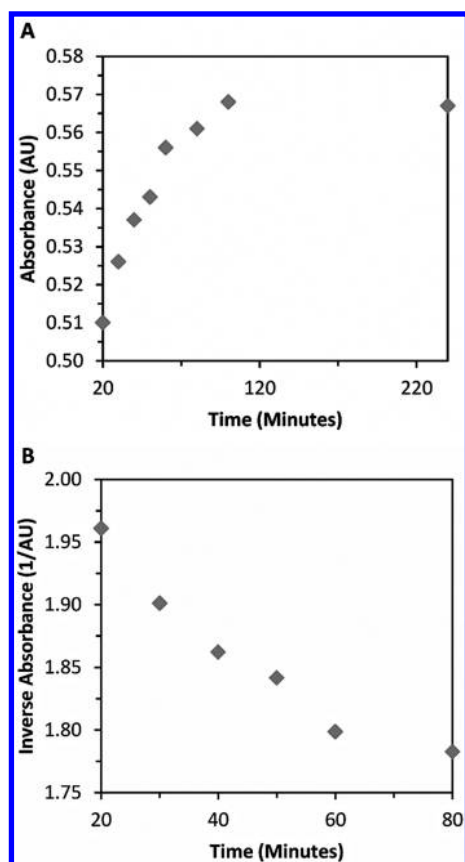 A
0.58
0.57
0.56
0.55
0.54
0.53
0.52
0.51
0.50
Absorbance (AU)
20 120 220
Time (Minutes)
B
2.00
1.95
1.90
1.85
1.80
1.75
Inverse Absorbance (1/AU)
20 40 60 80
Time (Minutes)